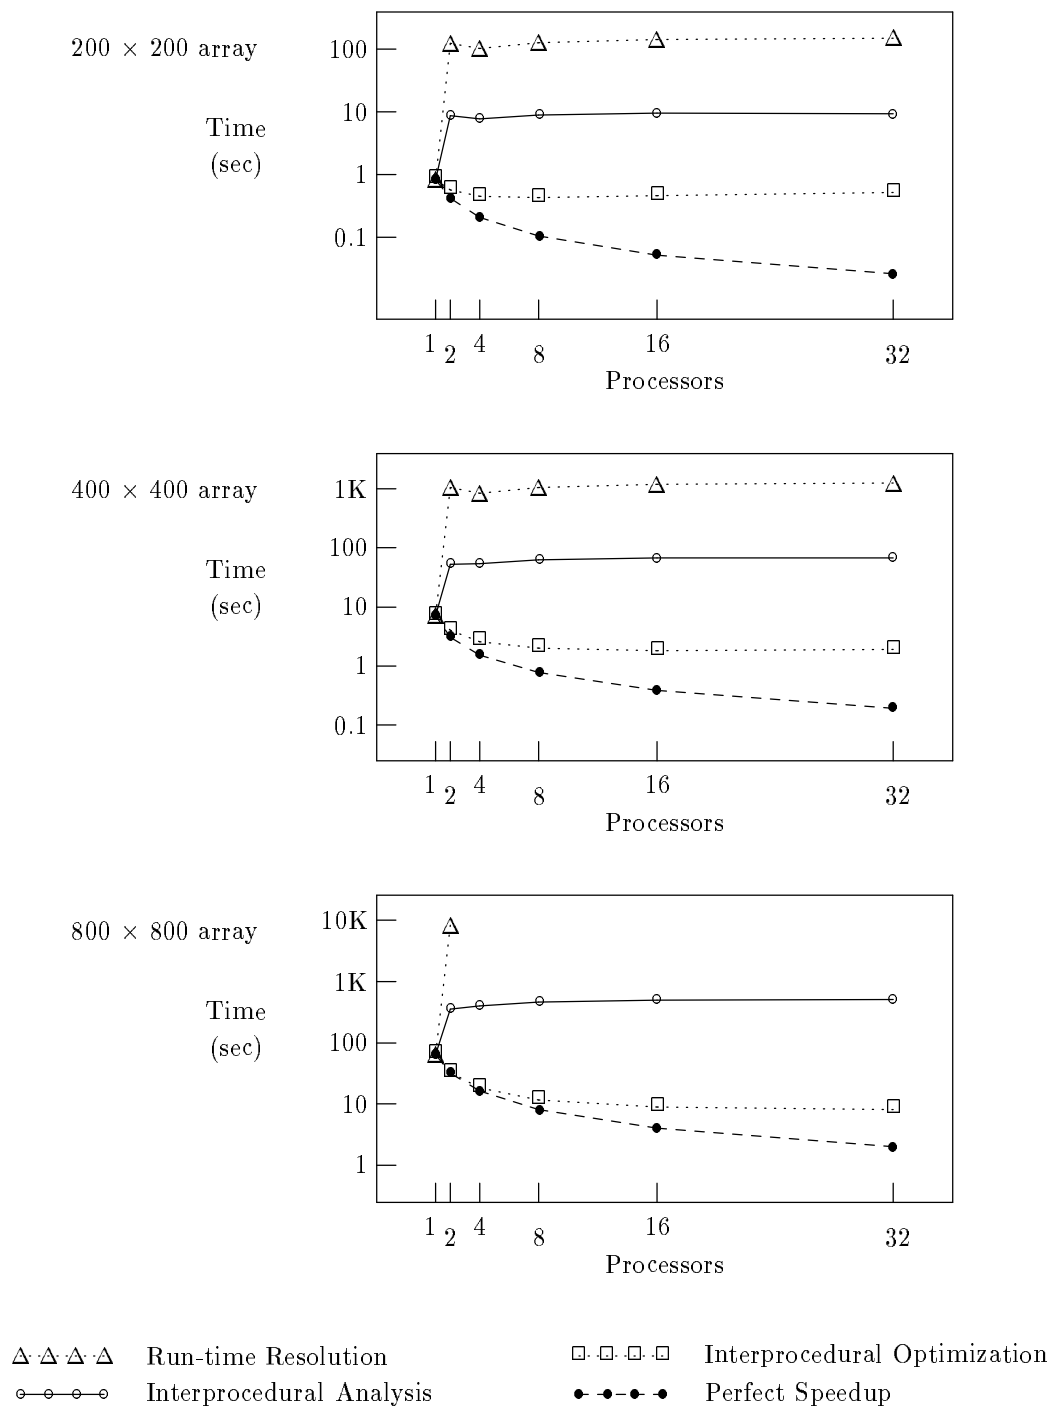 200 × 200 array
Time
(sec)
100
10
1
0.1
1 2 4 8 16 32
Processors
400 × 400 array
Time
(sec)
1K
100
10
1
0.1
1 2 4 8 16 32
Processors
800 × 800 array
Time
(sec)
10K
1K
100
10
1
1 2 4 8 16 32
Processors
Run-time Resolution
Interprocedural Optimization
Interprocedural Analysis
Perfect Speedup